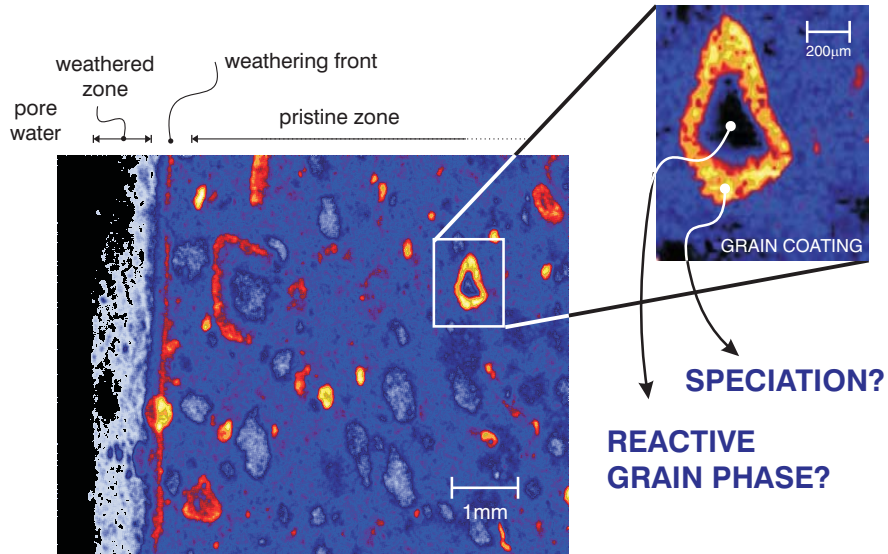 weathered
zone
weathering front
pore
water
pristine zone
200µm
GRAIN COATING
SPECIATION?
REACTIVE
GRAIN PHASE?
1mm